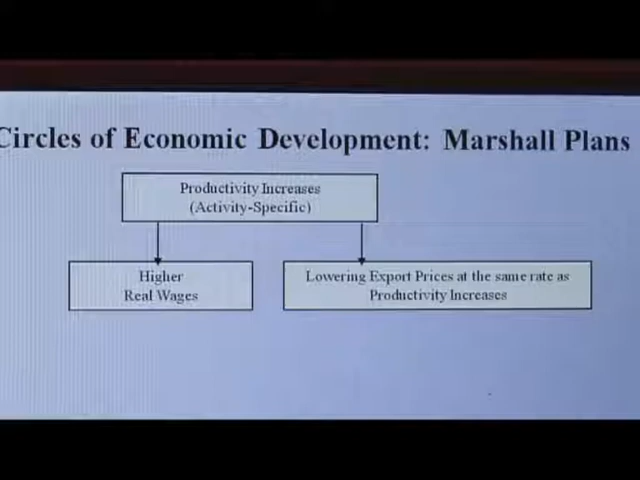 Circles of Economic Development: Marshall Plans
Productivity Increases
(Activity-Specific)
Higher
Real Wages
Lowering Export Prices at the same rate as
Productivity Increases